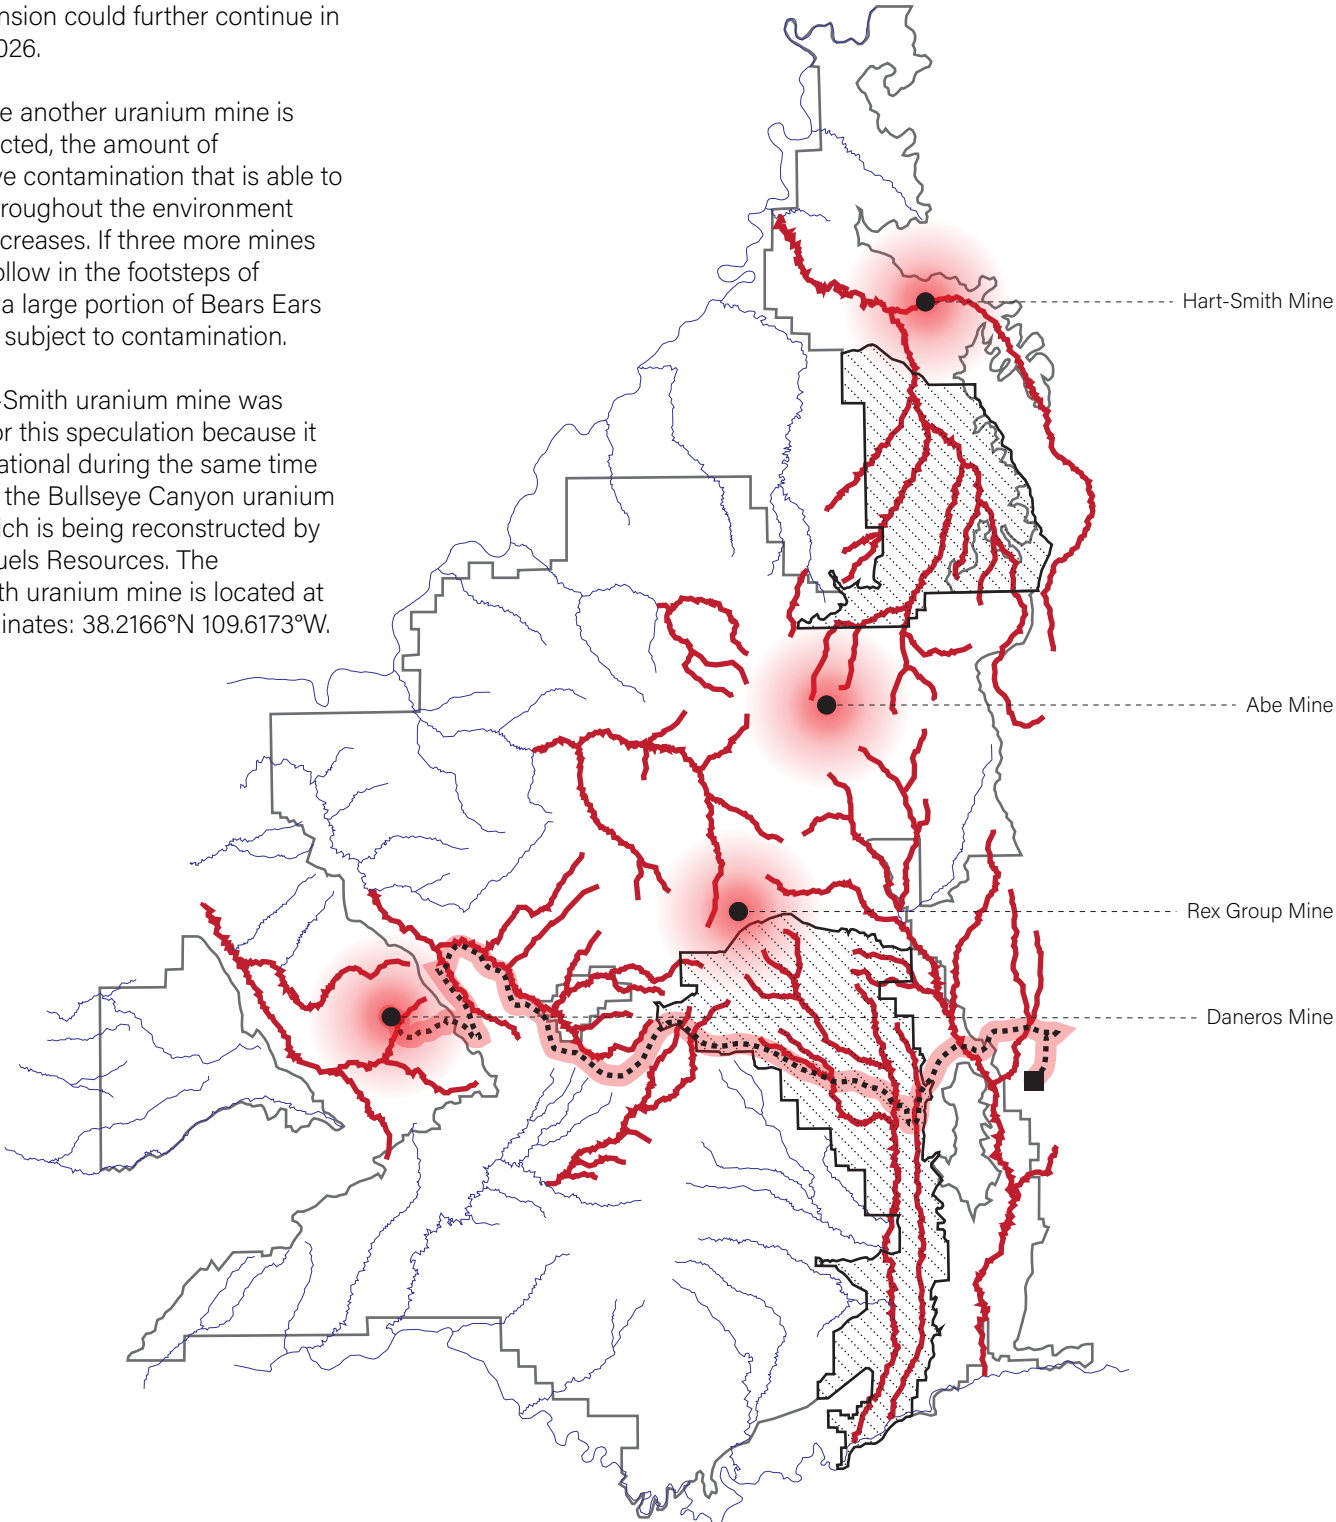 nsion could further continue in
026.
e another uranium mine is
cted, the amount of
ve contamination that is able to
roughout the environment
creases. If three more mines
ollow in the footsteps of
a large portion of Bears Ears
subject to contamination.
-Smith uranium mine was
or this speculation because it
ational during the same time
the Bullseye Canyon uranium
ich is being reconstructed by
uels Resources. The
th uranium mine is located at
inates: 38.2166°N 109.6173°W.
Hart-Smith Mine
Abe Mine
Rex Group Mine
Daneros Mine